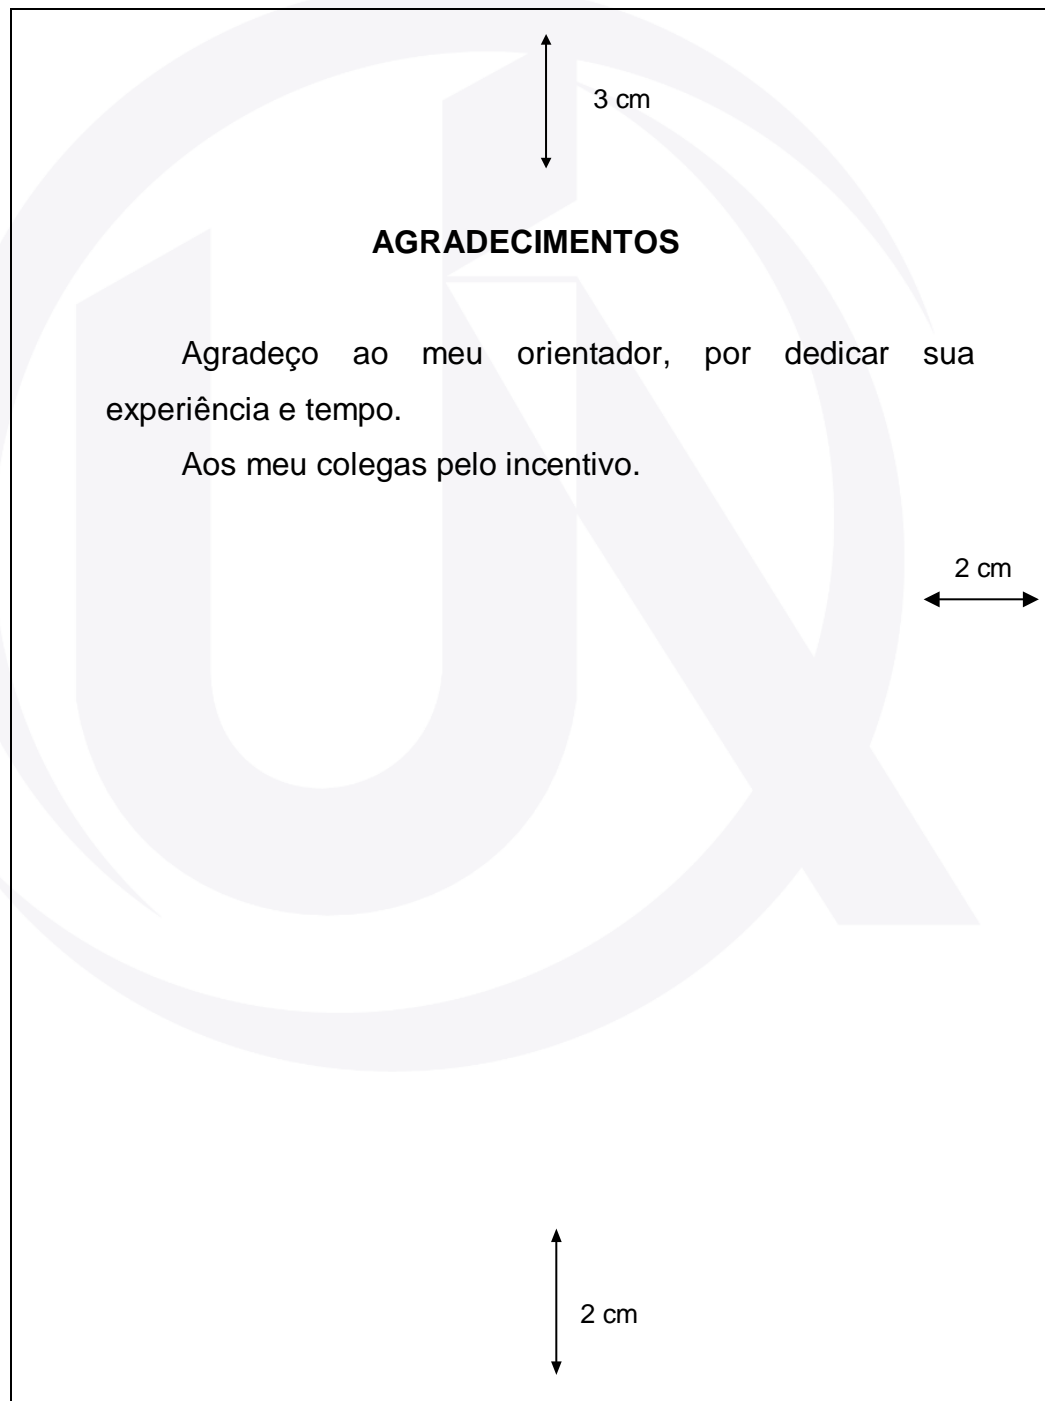 3 cm
AGRADECIMENTOS
Agradeço ao meu orientador, por dedicar sua
experiência e tempo.
Aos meu colegas pelo incentivo.
2 cm
2 cm